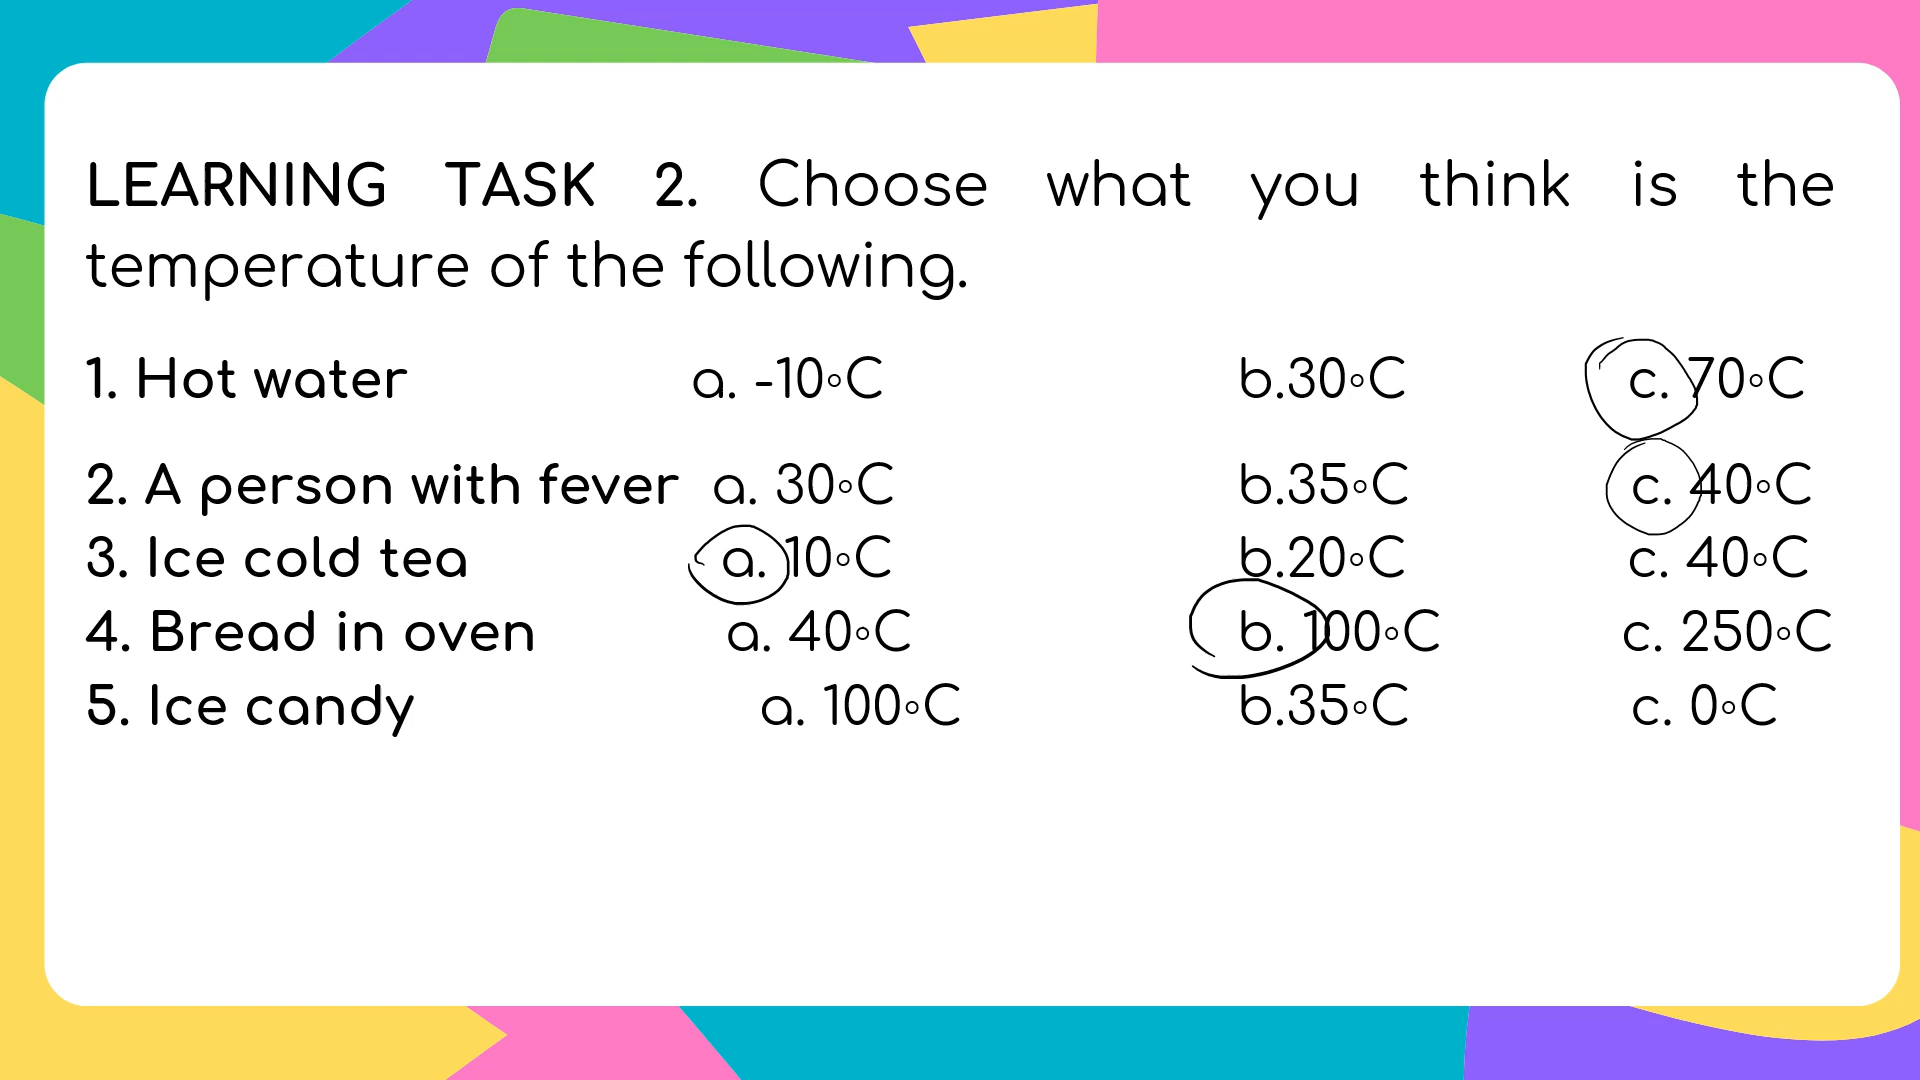 LEARNING TASK 2. Choose what you think is the
temperature of the following.
1. Hot water a. -10∘C b.30∘C c. 70∘C
2. A person with fever a. 30∘C b.35∘C c. 40∘C
3. Ice cold tea a. 10∘C b.20∘C c. 40∘C
4. Bread in oven a. 40∘C b. 100∘C c. 250∘C
5. Ice candy a. 100∘C b.35∘C c. 0∘C